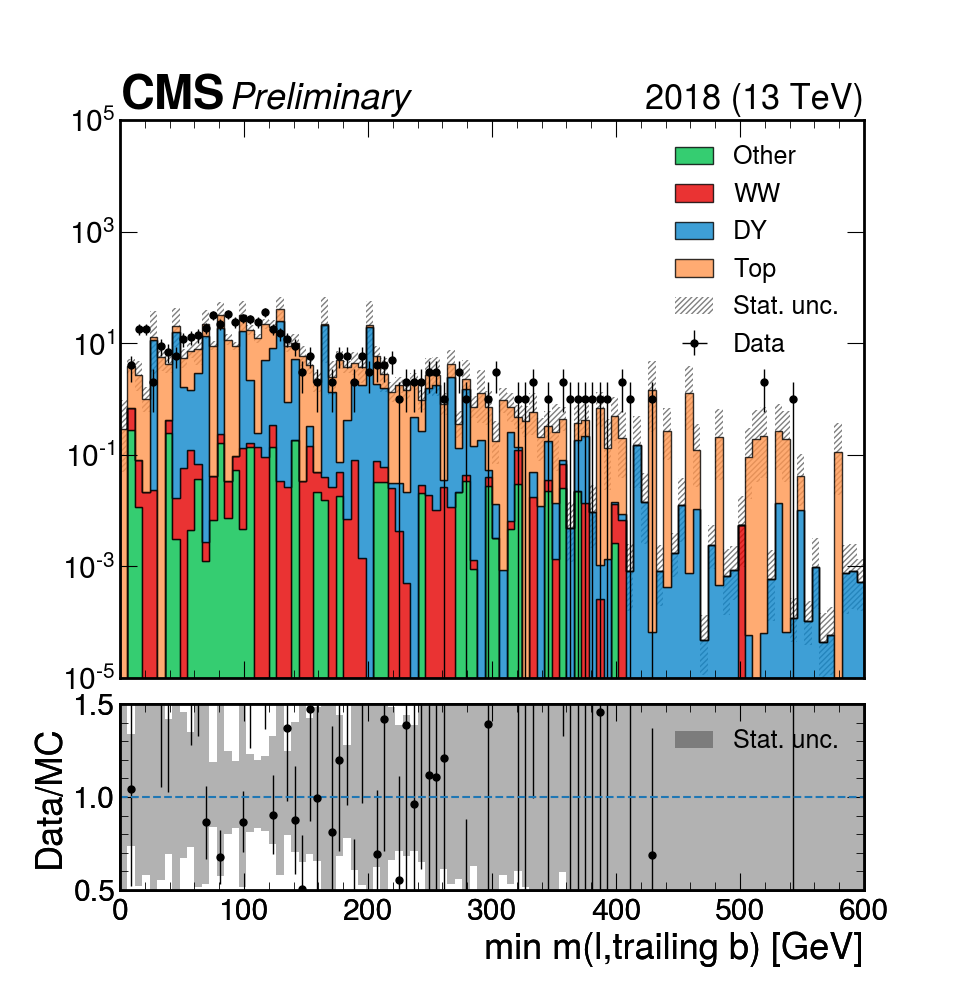 CMS Preliminary 2018 (13 TeV)
10^5
10^3
10^1
10^-1
10^-3
10^-5
Other
WW
DY
Top
Stat. unc.
Data
Data/MC
1.5
1.0
0.5
Stat. unc.
0 100 200 300 400 500 600
min m(l,trailing b) [GeV]